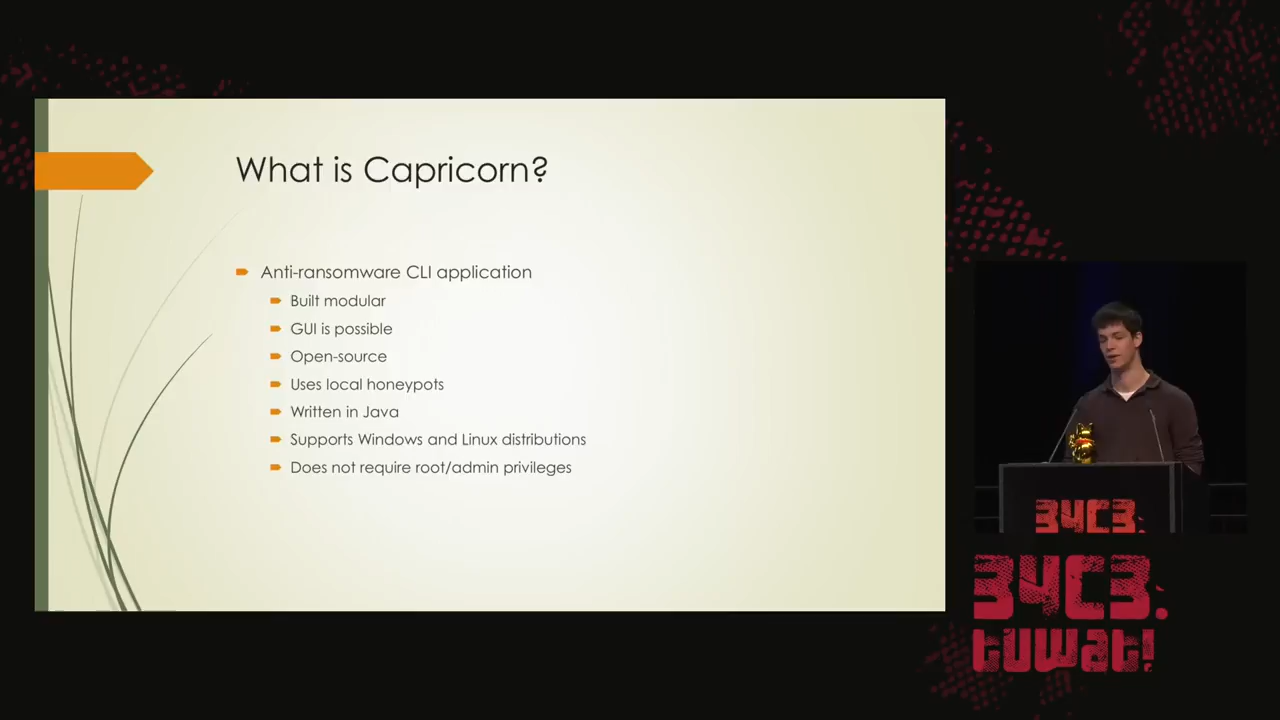 What is Capricorn?
Anti-ransomware CLI application
Built modular
GUI is possible
Open-source
Uses local honeypots
Written in Java
Supports Windows and Linux distributions
Does not require root/admin privileges
34C3.
34C3.
tuwat!